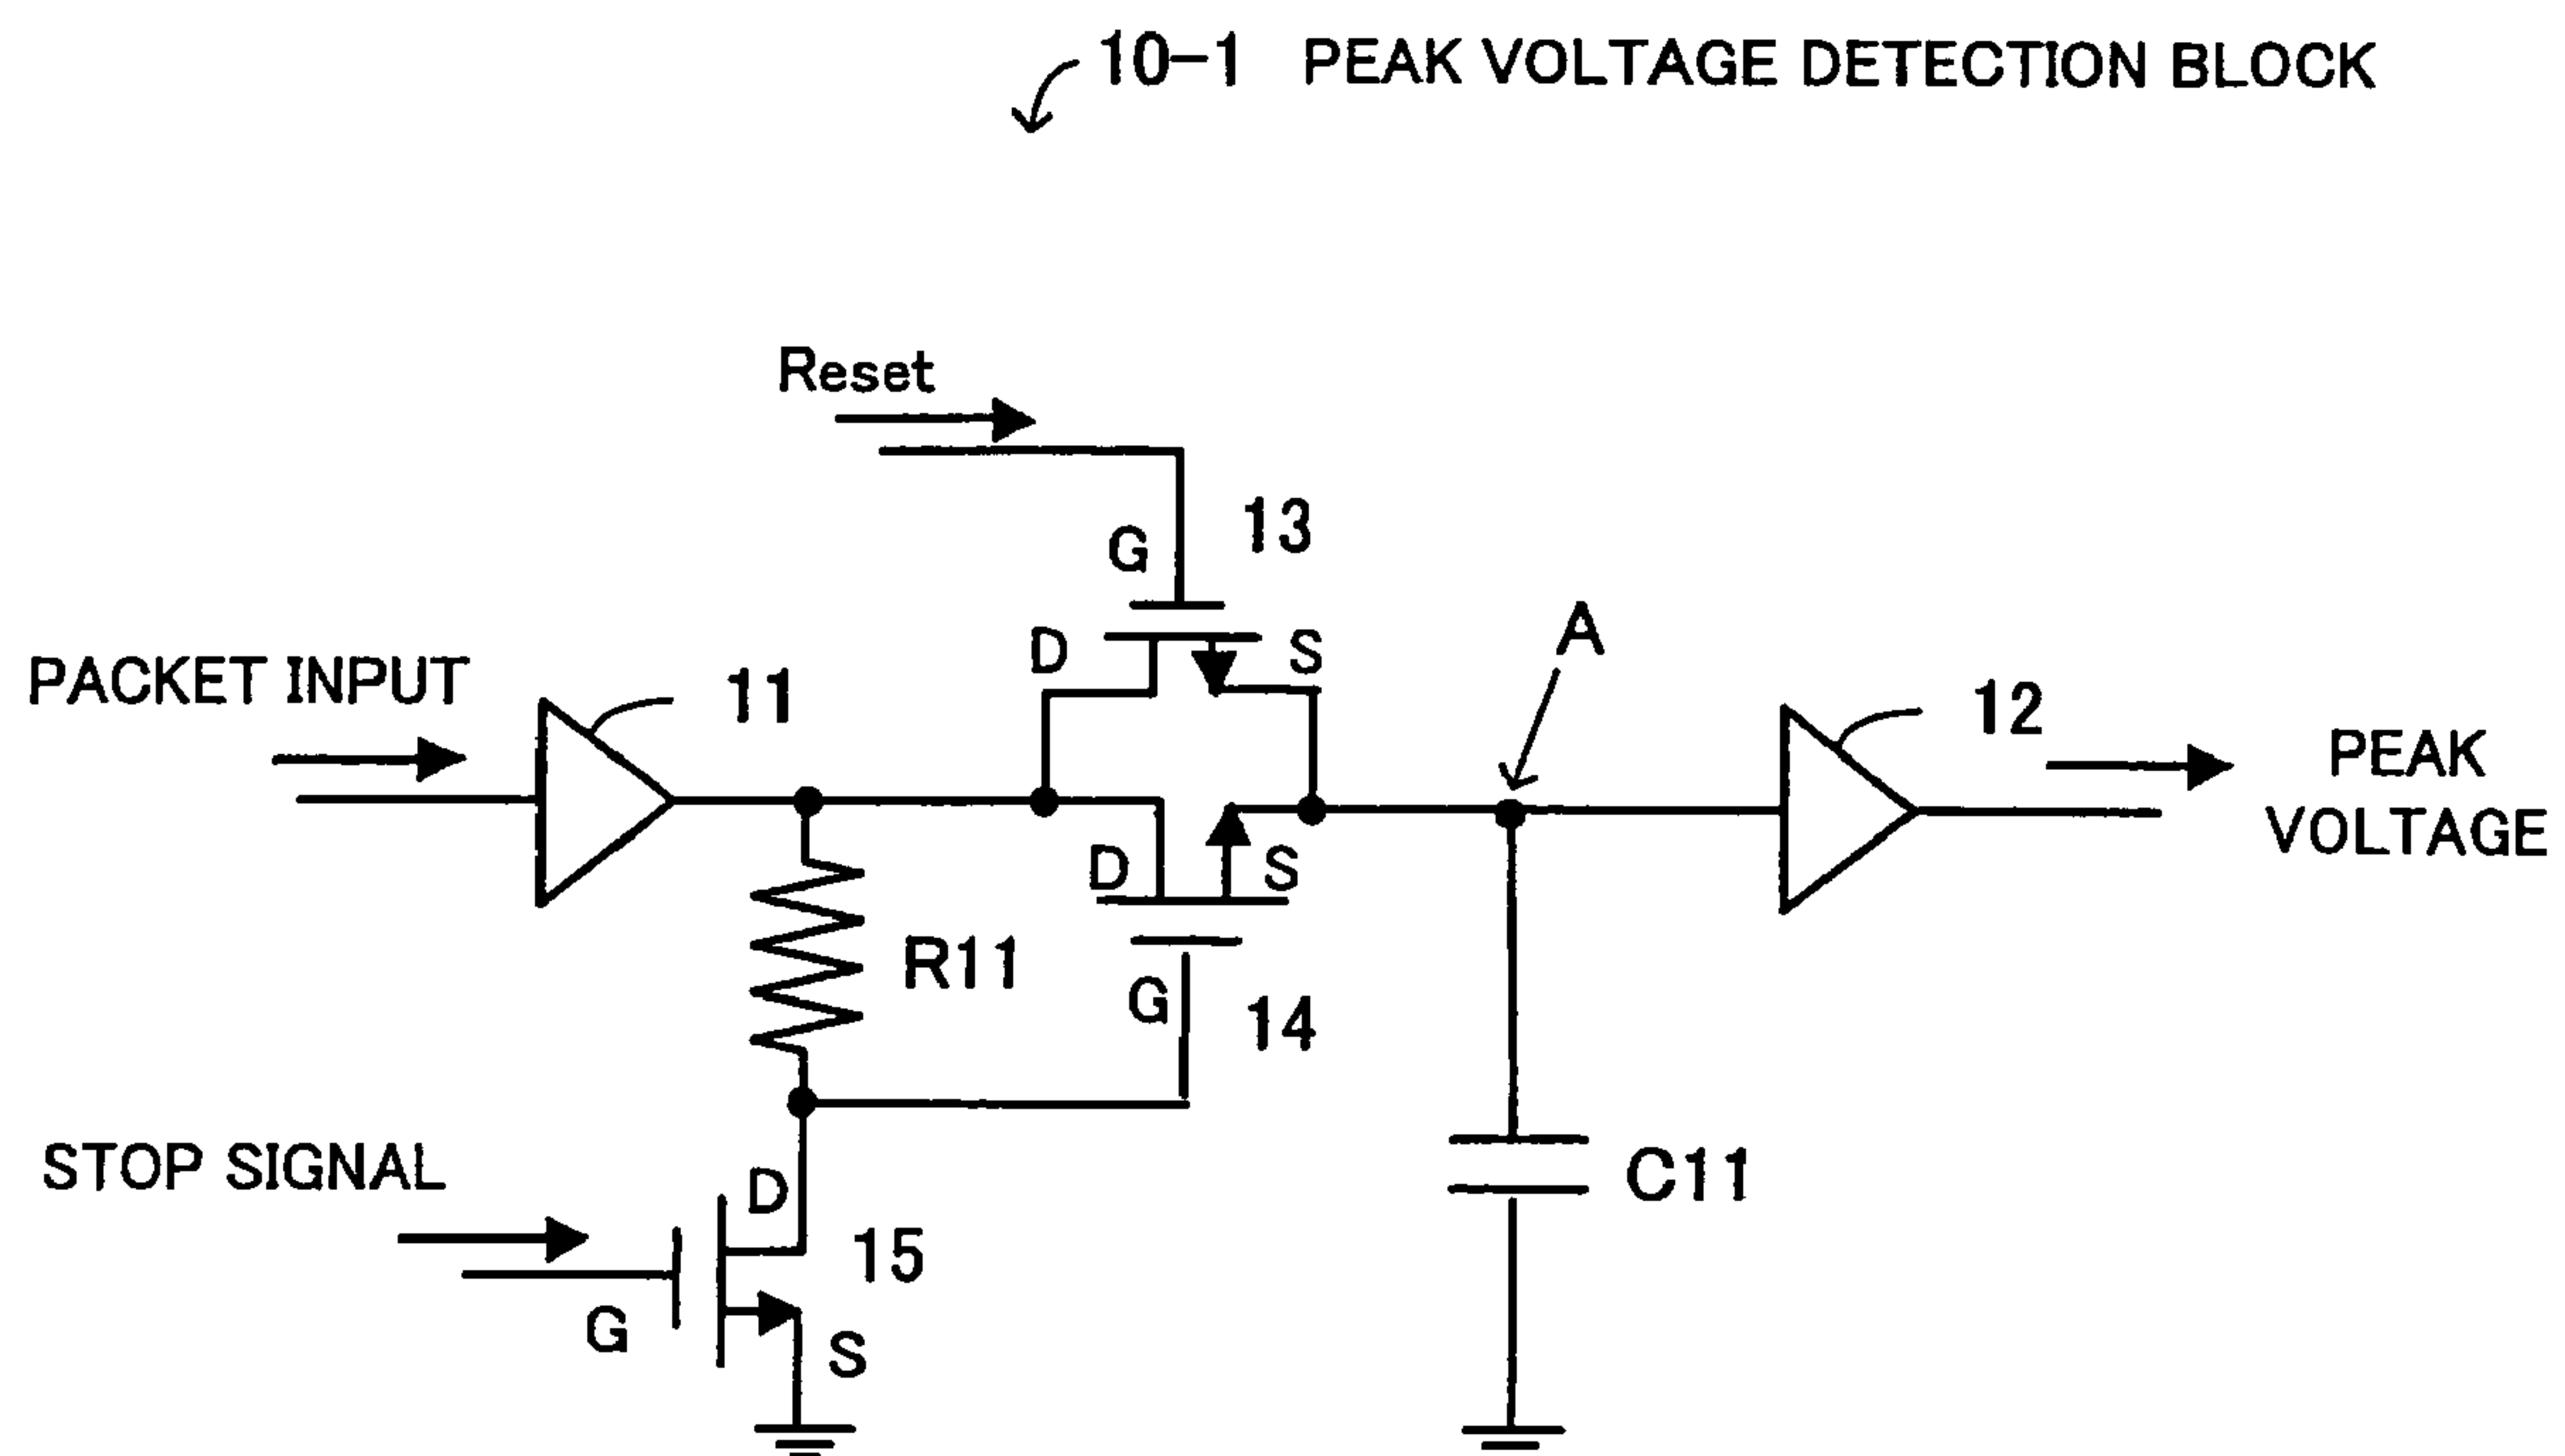 10-1 PEAK VOLTAGE DETECTION BLOCK
Reset
G
13
D
S
A
PACKET INPUT
11
12
PEAK
VOLTAGE
D
S
R11
G
14
STOP SIGNAL
D
15
C11
G
S